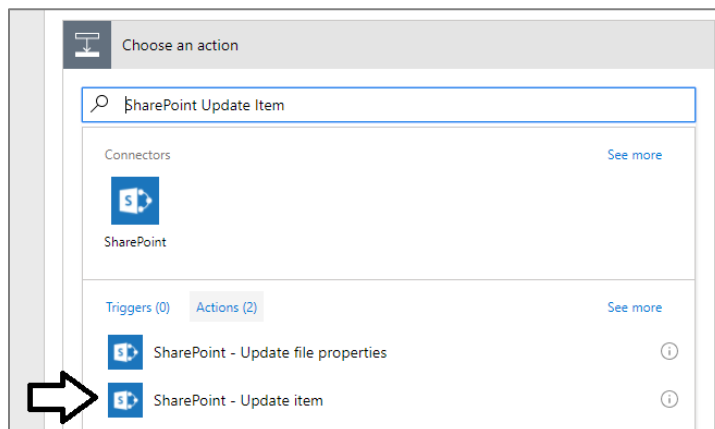 Choose an action
SharePoint Update Item
Connectors
See more
SharePoint
Triggers (0) Actions (2) See more
SharePoint - Update file properties
SharePoint - Update item